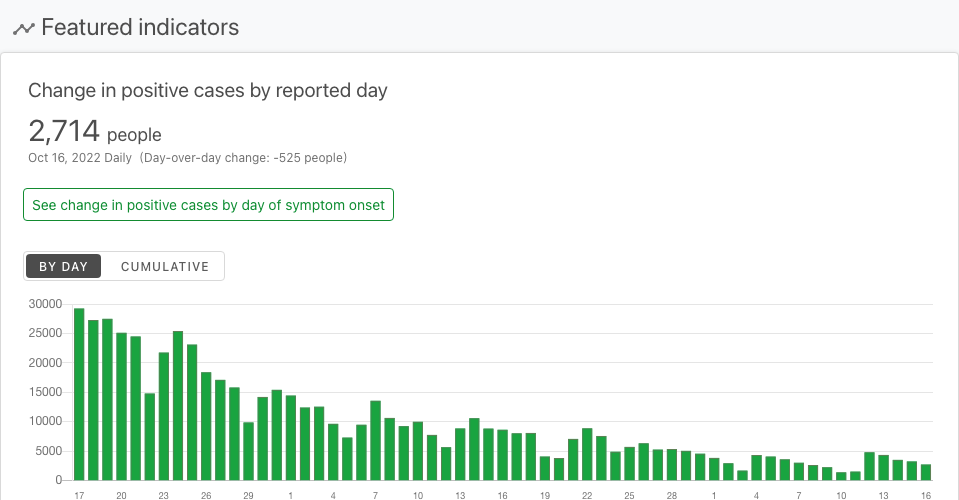 Featured indicators
Change in positive cases by reported day
2,714 people
Oct 16, 2022 Daily (Day-over-day change: -525 people)
See change in positive cases by day of symptom onset
BY DAY CUMULATIVE
30000
25000
20000
15000
10000
5000
0
17 20 23 26 29 1 4 7 10 13 16 19 22 25 28 1 4 7 10 13 16